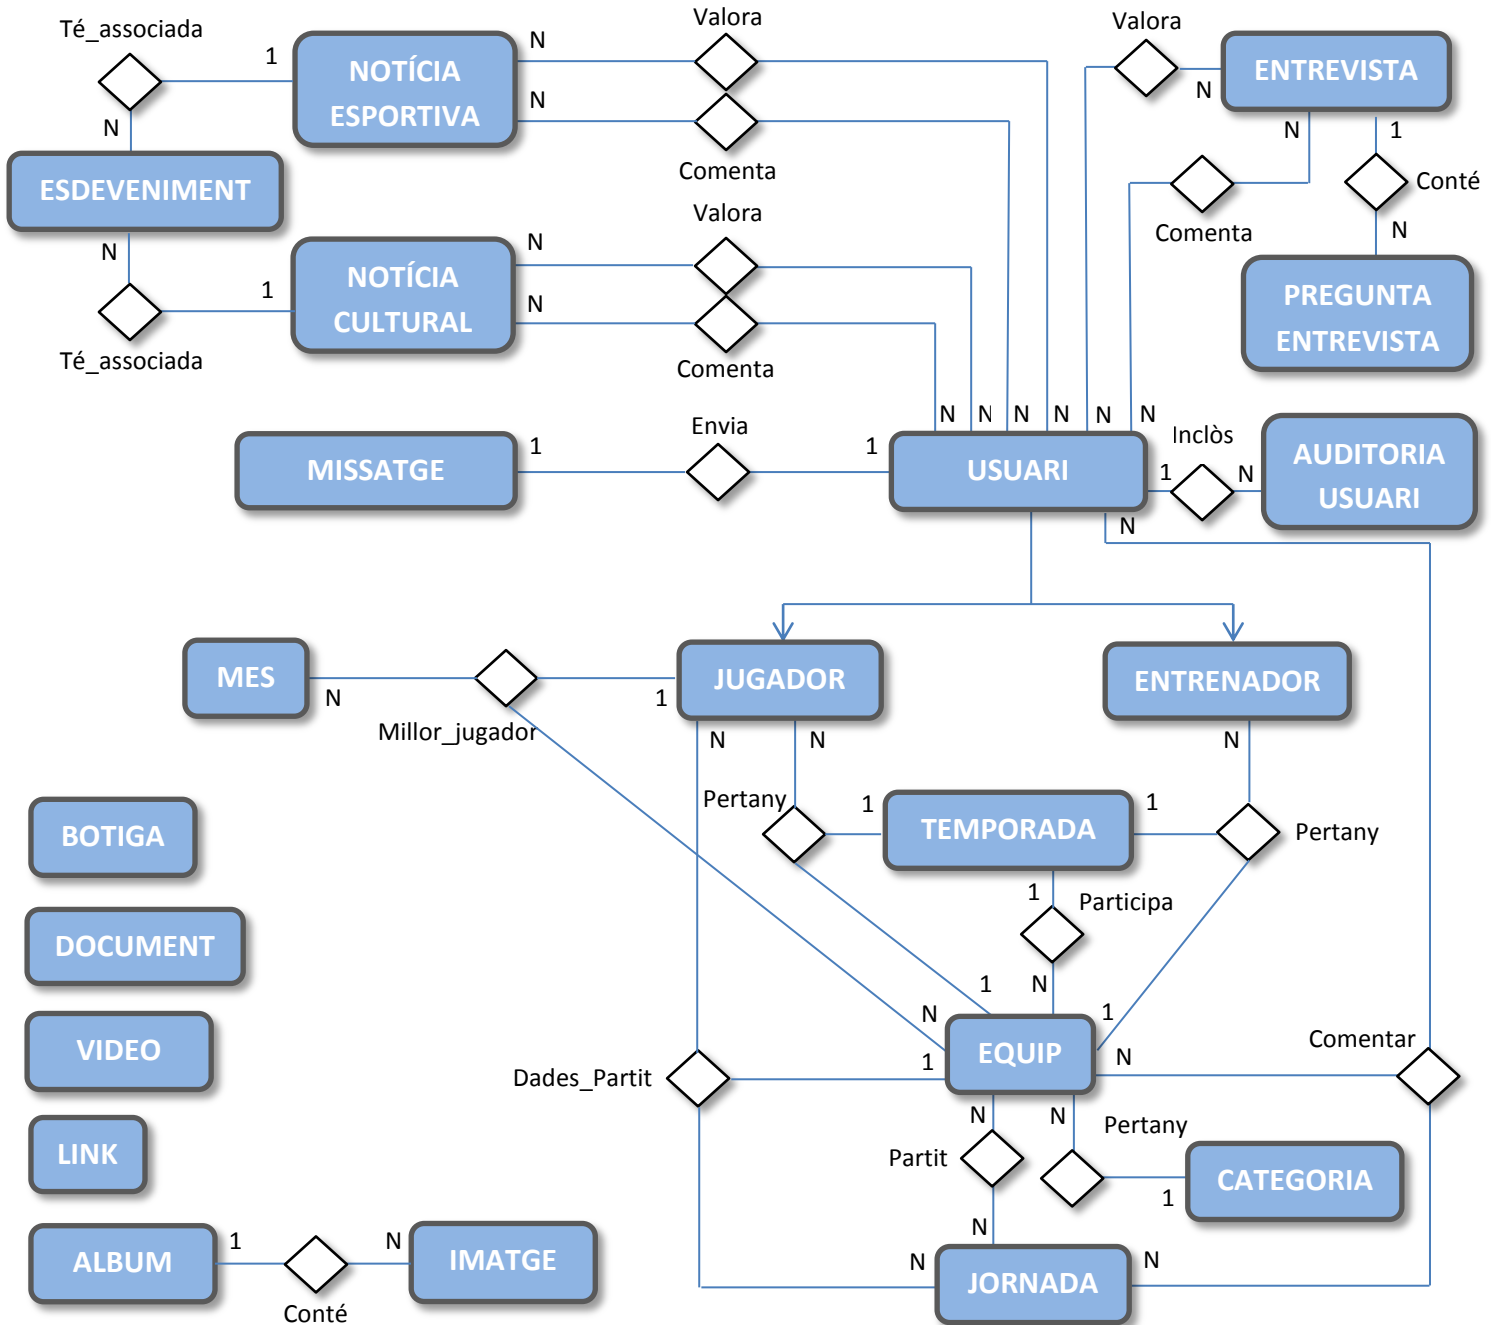 Té_associada
Valora
Valora
1
N
N
NOTÍCIA
ESPORTIVA
ENTREVISTA
N
N
N
N
1
Comenta
Conté
ESDEVENIMENT
Valora
Comenta
N
N
N
NOTÍCIA
CULTURAL
1
N
PREGUNTA
ENTREVISTA
Té_associada
Comenta
N
N
N
N
N
N
Envia
Inclòs
MISSATGE
1
1
USUARI
1
N
AUDITORIA
USUARI
N
MES
N
Millor_jugador
1
JUGADOR
ENTRENADOR
N
N
N
Pertany
1
TEMPORADA
1
Pertany
BOTIGA
1
Participa
DOCUMENT
1
N
N
1
VIDEO
EQUIP
Comentar
Dades_Partit
1
N
N
N
Pertany
LINK
Partit
CATEGORIA
1
N
ALBUM
1
N
IMATGE
Conté
N
JORNADA
N